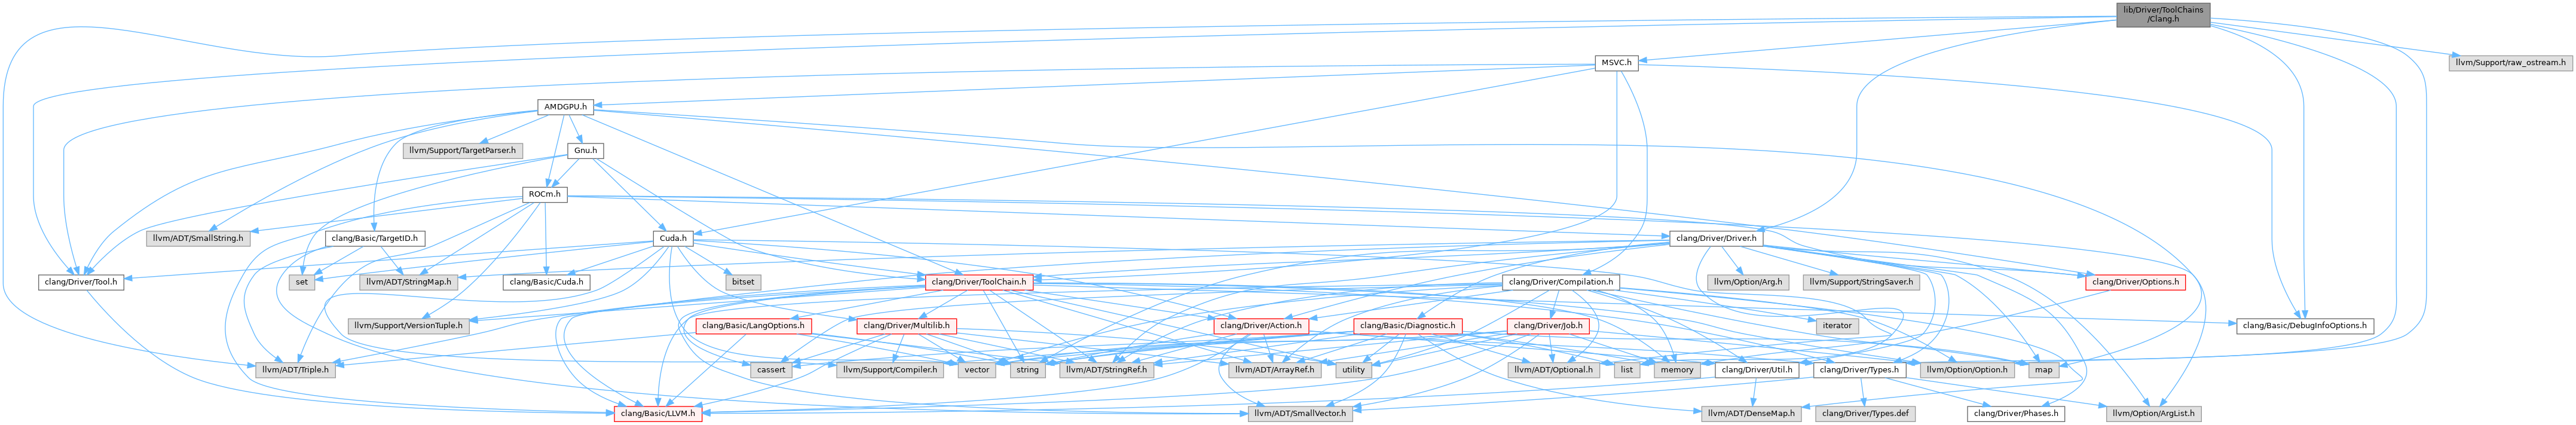 lib/Driver/ToolChains
/Clang.h
MSVC.h
llvm/Support/raw_ostream.h
AMDGPU.h
llvm/Support/TargetParser.h
Gnu.h
ROCm.h
llvm/ADT/SmallString.h
clang/Basic/TargetID.h
Cuda.h
clang/Driver/Driver.h
clang/Driver/Tool.h
set
llvm/ADT/StringMap.h
clang/Basic/Cuda.h
bitset
clang/Driver/ToolChain.h
clang/Driver/Compilation.h
llvm/Option/Arg.h
llvm/Support/StringSaver.h
clang/Driver/Options.h
llvm/Support/VersionTuple.h
clang/Basic/LangOptions.h
clang/Driver/Multilib.h
clang/Driver/Action.h
clang/Basic/Diagnostic.h
clang/Driver/Job.h
iterator
clang/Basic/DebugInfoOptions.h
llvm/ADT/Triple.h
cassert
llvm/Support/Compiler.h
vector
string
llvm/ADT/StringRef.h
llvm/ADT/ArrayRef.h
utility
llvm/ADT/Optional.h
list
memory
clang/Driver/Util.h
clang/Driver/Types.h
llvm/Option/Option.h
map
clang/Basic/LLVM.h
llvm/ADT/SmallVector.h
llvm/ADT/DenseMap.h
clang/Driver/Types.def
clang/Driver/Phases.h
llvm/Option/ArgList.h